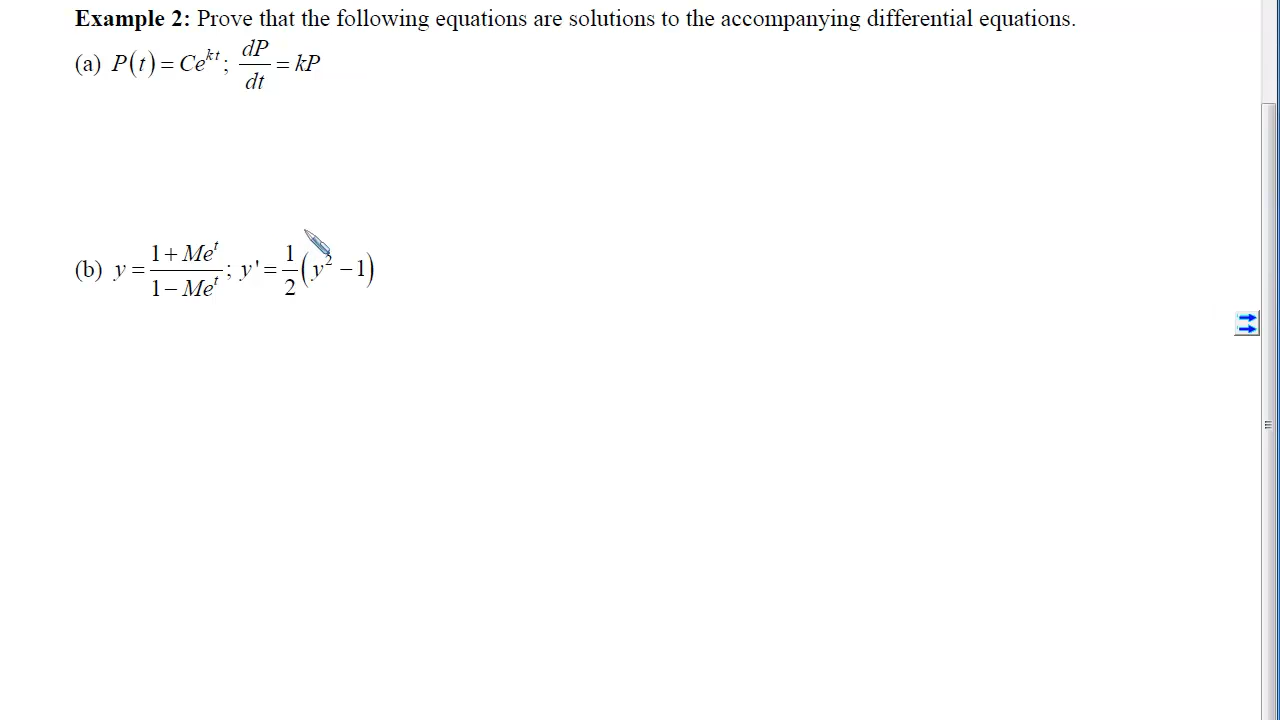 Example 2: Prove that the following equations are solutions to the accompanying differential equations.
(a) P(t) = Ce^{kt}; dP/dt = kP
(b) y = (1 + Me^t)/(1 − Me^t); y' = 1/2 (y^2 − 1)